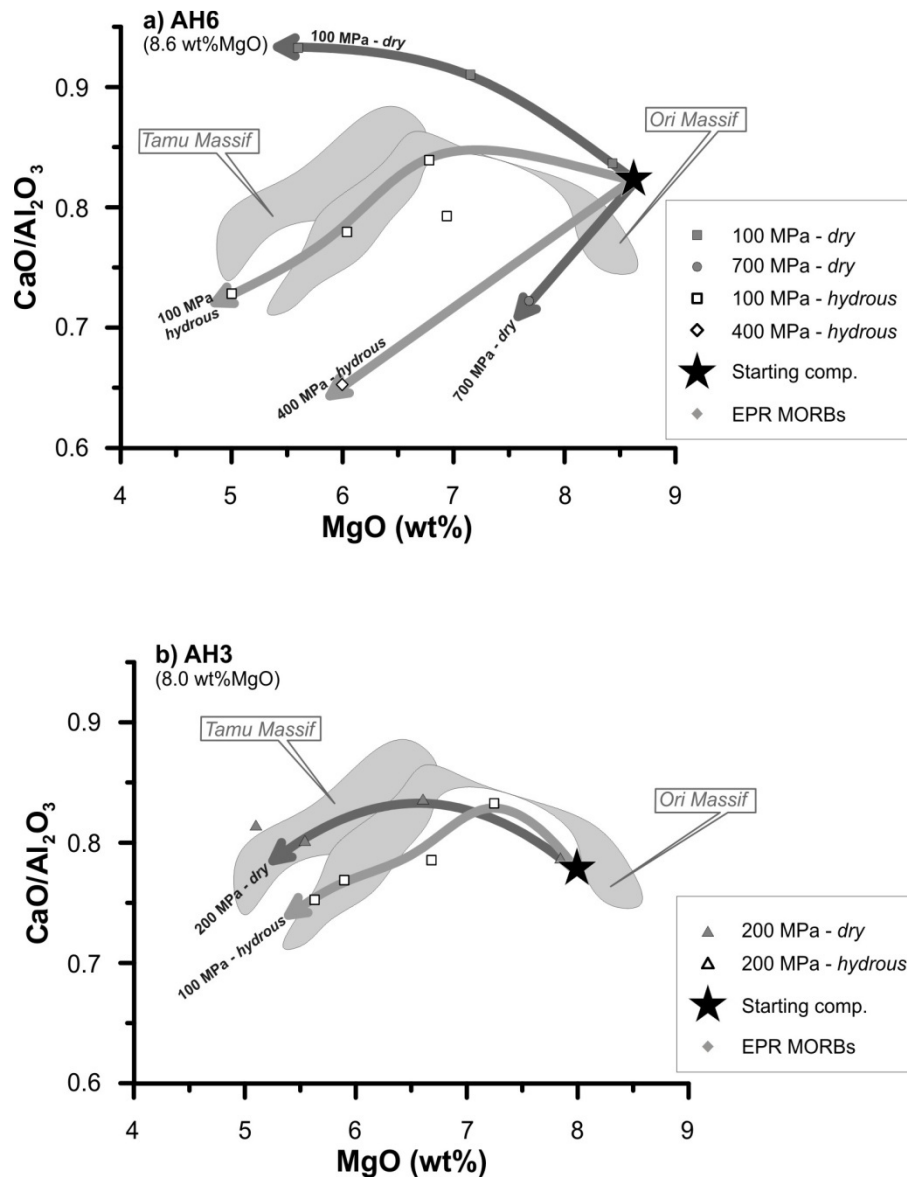 a) AH6
(8.6 wt%MgO)
100 MPa - dry
Tamu Massif
Ori Massif
0.9
0.8
0.7
0.6
CaO/Al₂O₃
100 MPa
hydrous
400 MPa - hydrous
700 MPa - dry
100 MPa - dry
700 MPa - dry
100 MPa - hydrous
400 MPa - hydrous
Starting comp.
EPR MORBs
4 5 6 7 8 9
MgO (wt%)
b) AH3
(8.0 wt%MgO)
Tamu Massif
Ori Massif
0.9
0.8
0.7
0.6
CaO/Al₂O₃
200 MPa - dry
100 MPa - hydrous
200 MPa - dry
200 MPa - hydrous
Starting comp.
EPR MORBs
4 5 6 7 8 9
MgO (wt%)